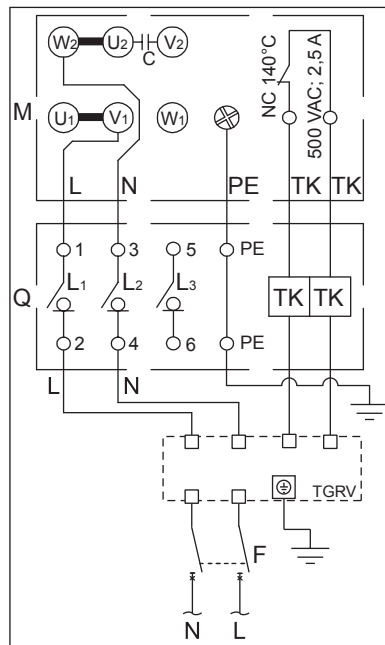 W2 U2 V2
C
M U1 V1 W1
NC 140°C
500 VAC; 2,5 A
L N PE TK TK
1 3 5 PE
Q L1 L2 L3 TK TK
2 4 6 PE
L N
TGRV
F
N L